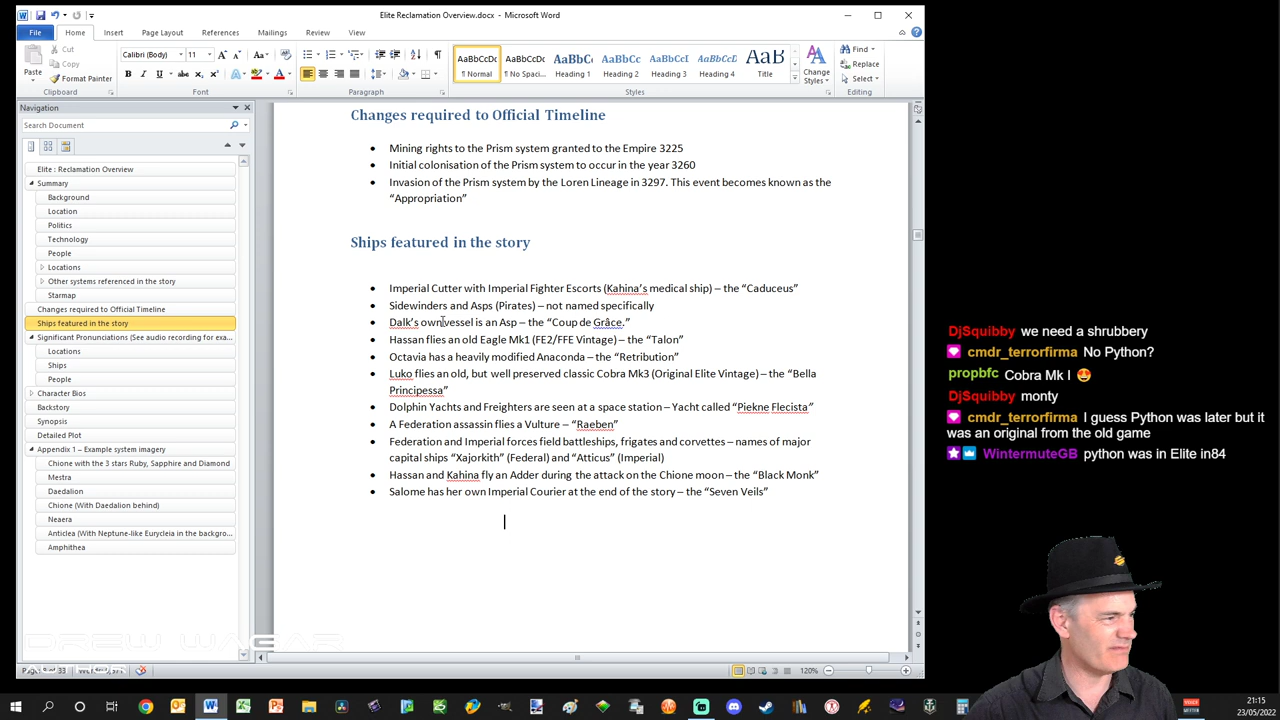 Elite Reclamation Overview.docx - Microsoft Word
File
Home
Insert
Page Layout
References
Mailings
Review
View
Paste
Cut
Copy
Format Painter
Clipboard
Calibri (Body)
11
Font
Paragraph
AaBbCcDc
¶ Normal
AaBbCcDc
¶ No Spaci...
AaBbCc
Heading 1
AaBbCc
Heading 2
AaBbCcI
Heading 3
AaBbCcI
Heading 4
AaB
Title
Change
Styles
Styles
Find
Replace
Select
Editing
Navigation
Search Document
Elite : Reclamation Overview
Summary
Background
Location
Politics
Technology
People
Locations
Other systems referenced in the story
Starmap
Changes required to Official Timeline
Ships featured in the story
Significant Pronunciations (See audio recording for exa...
Locations
Ships
People
Character Bios
Backstory
Synopsis
Detailed Plot
Appendix 1 – Example system imagery
Chione with the 3 stars Ruby, Sapphire and Diamond
Mestra
Daedalion
Chione (With Daedalion behind)
Neaera
Anticlea (With Neptune-like Eurycleia in the backgro...
Amphithea
Changes required to Official Timeline
• Mining rights to the Prism system granted to the Empire 3225
• Initial colonisation of the Prism system to occur in the year 3260
• Invasion of the Prism system by the Loren Lineage in 3297. This event becomes known as the
“Appropriation”
Ships featured in the story
• Imperial Cutter with Imperial Fighter Escorts (Kahina’s medical ship) – the “Caduceus”
• Sidewinders and Asps (Pirates) – not named specifically
• Dalk’s own vessel is an Asp – the “Coup de Grâce.”
• Hassan flies an old Eagle Mk1 (FE2/FFE Vintage) – the “Talon”
• Octavia has a heavily modified Anaconda – the “Retribution”
• Luko flies an old, but well preserved classic Cobra Mk3 (Original Elite Vintage) – the “Bella
Principessa”
• Dolphin Yachts and Freighters are seen at a space station – Yacht called “Piekne Flecista”
• A Federation assassin flies a Vulture – “Raeben”
• Federation and Imperial forces field battleships, frigates and corvettes – names of major
capital ships “Xajorkith” (Federal) and “Atticus” (Imperial)
• Hassan and Kahina fly an Adder during the attack on the Chione moon – the “Black Monk”
• Salome has her own Imperial Courier at the end of the story – the “Seven Veils”
DjSquibby we need a shrubbery
cmdr_terrorfirma No Python?
propbfc Cobra Mk I
DjSquibby monty
cmdr_terrorfirma I guess Python was later but it
was an original from the old game
WintermuteGB python was in Elite in84
DREW WAGAR
120%
21:15
23/05/2022